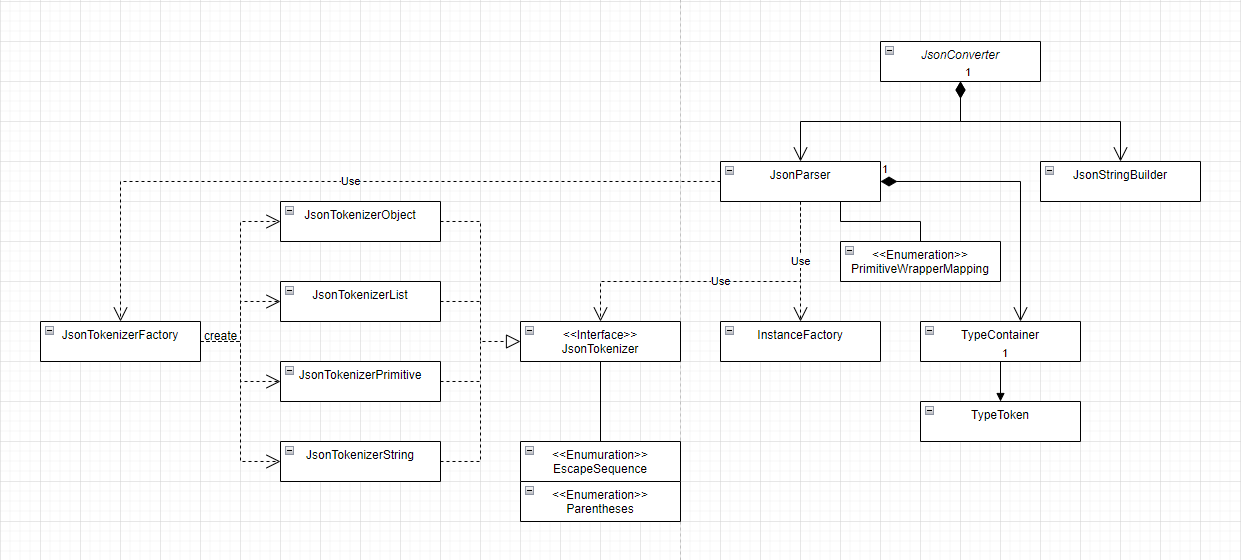 JsonConverter
1
JsonParser
1
JsonStringBuilder
Use
JsonTokenizerObject
<<Enumeration>>
PrimitiveWrapperMapping
Use
Use
JsonTokenizerList
JsonTokenizerFactory
create
<<Interface>>
JsonTokenizer
InstanceFactory
TypeContainer
1
JsonTokenizerPrimitive
TypeToken
JsonTokenizerString
<<Enumuration>>
EscapeSequence
<<Enumeration>>
Parentheses